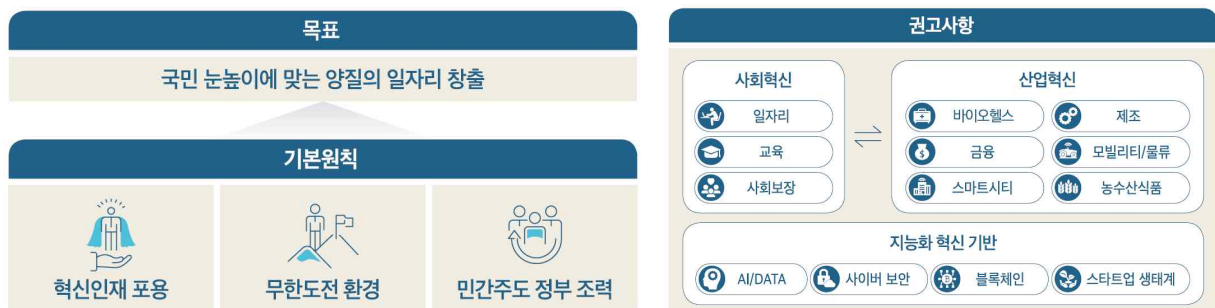 목표
국민 눈높이에 맞는 양질의 일자리 창출
기본원칙
혁신인재 포용
무한도전 환경
민간주도 정부 조력
권고사항
사회혁신
일자리
교육
사회보장
산업혁신
바이오헬스
제조
금융
모빌리티/물류
스마트시티
농수산식품
지능화 혁신 기반
AI/DATA
사이버 보안
블록체인
스타트업 생태계